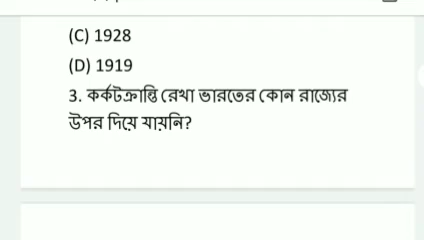 (C) 1928
(D) 1919
3. কর্কটক্রান্তি রেখা ভারতের কোন রাজ্যের
উপর দিয়ে যায়নি?